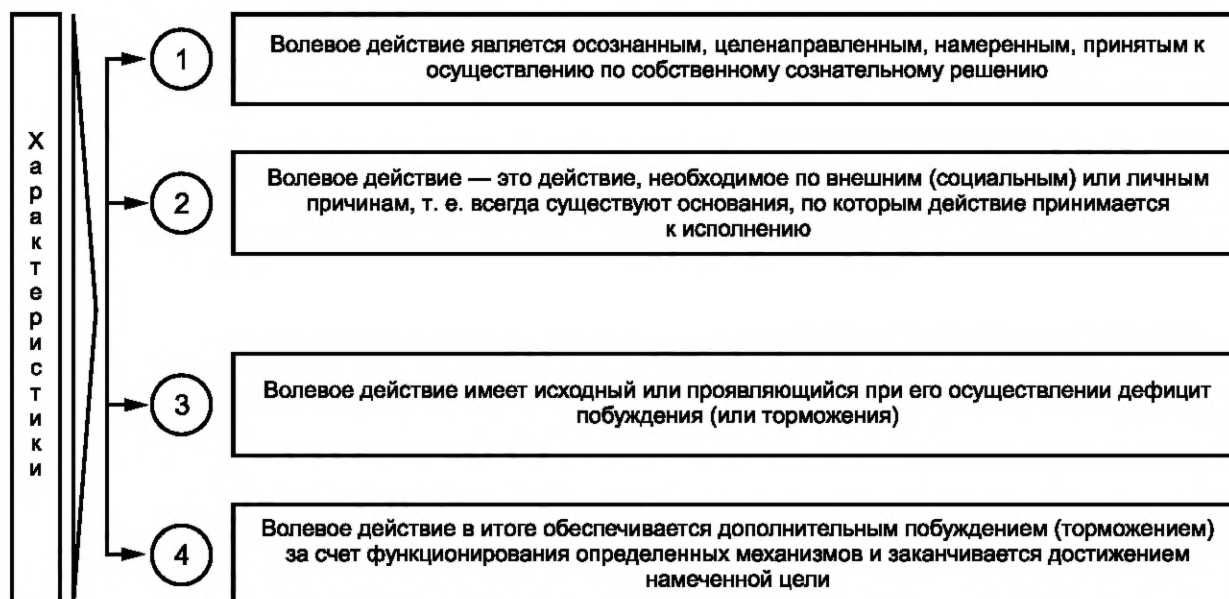 Характеристики
1
Волевое действие является осознанным, целенаправленным, намеренным, принятым к
осуществлению по собственному сознательному решению
2
Волевое действие — это действие, необходимое по внешним (социальным) или личным
причинам, т. е. всегда существуют основания, по которым действие принимается
к исполнению
3
Волевое действие имеет исходный или проявляющийся при его осуществлении дефицит
побуждения (или торможения)
4
Волевое действие в итоге обеспечивается дополнительным побуждением (торможением)
за счет функционирования определенных механизмов и заканчивается достижением
намеченной цели